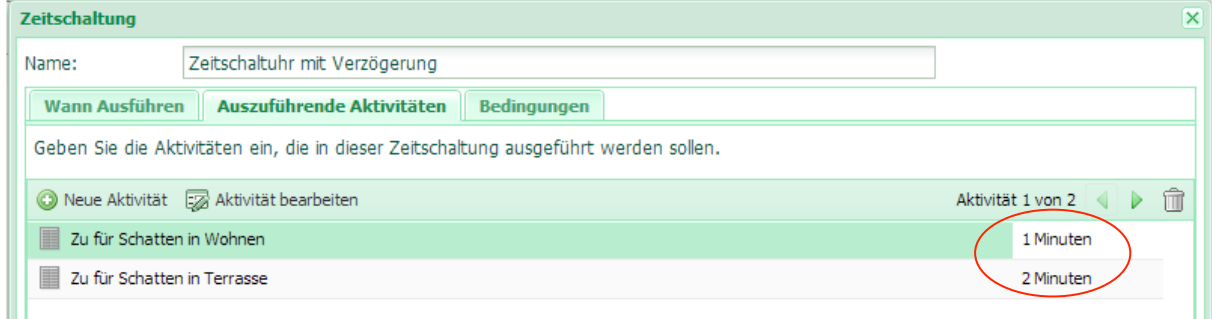 Zeitschaltung
Name: Zeitschaltuhr mit Verzögerung
Wann Ausführen Auszuführende Aktivitäten Bedingungen
Geben Sie die Aktivitäten ein, die in dieser Zeitschaltung ausgeführt werden sollen.
Neue Aktivität Aktivität bearbeiten Aktivität 1 von 2
Zu für Schatten in Wohnen 1 Minuten
Zu für Schatten in Terrasse 2 Minuten